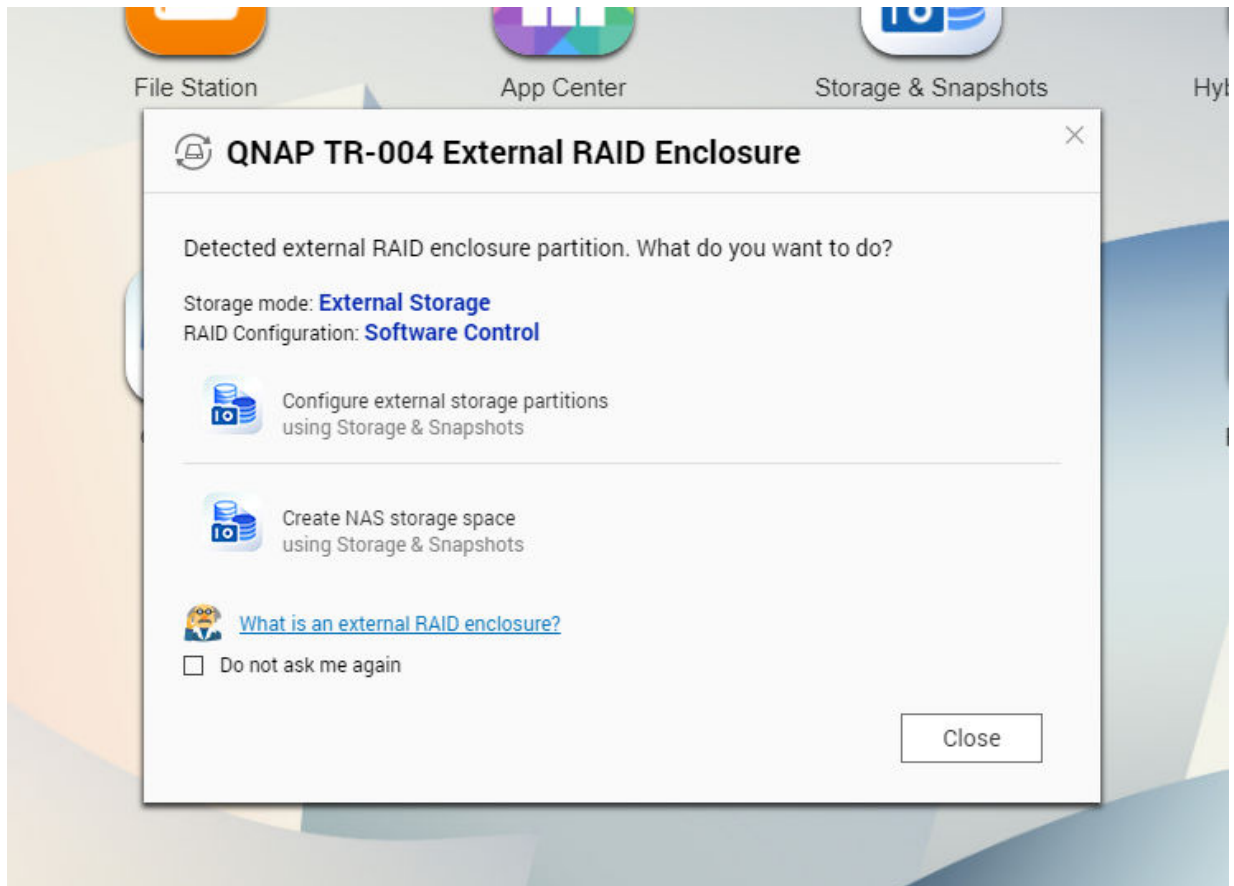 File Station
App Center
Storage & Snapshots
QNAP TR-004 External RAID Enclosure
Detected external RAID enclosure partition. What do you want to do?
Storage mode: External Storage
RAID Configuration: Software Control
Configure external storage partitions
using Storage & Snapshots
Create NAS storage space
using Storage & Snapshots
What is an external RAID enclosure?
Do not ask me again
Close